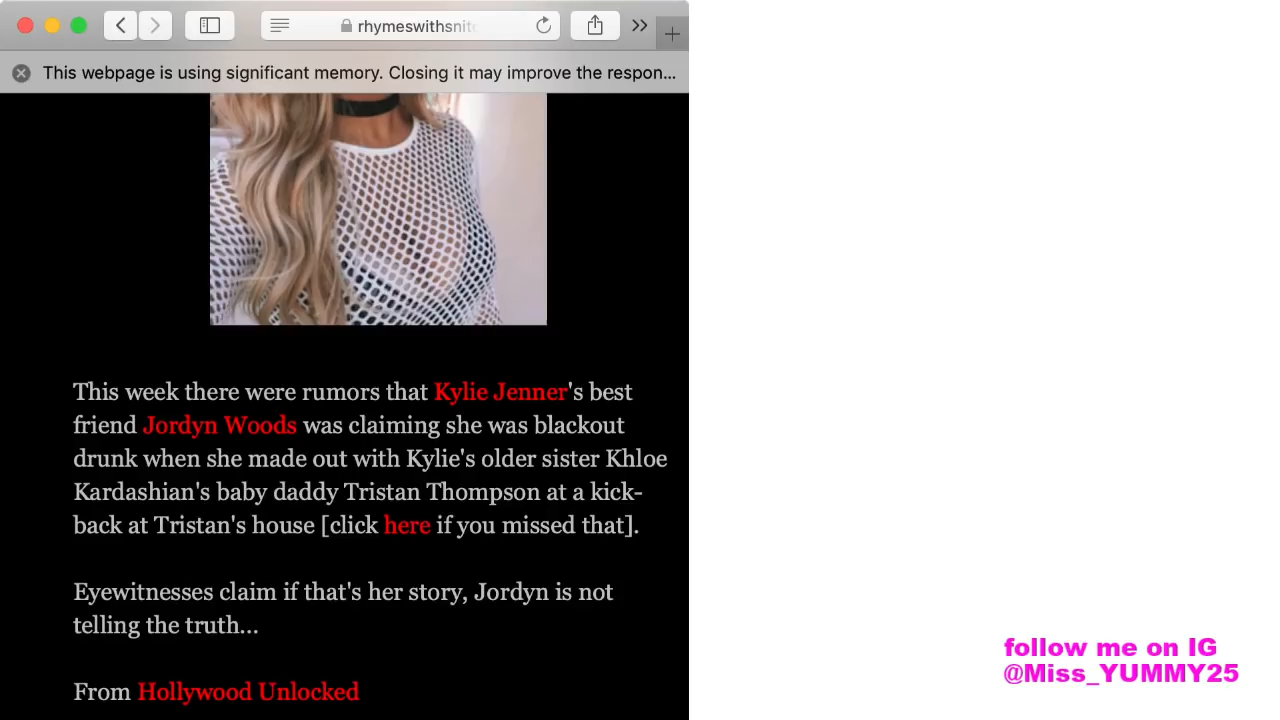 rhymeswithsnitc
This webpage is using significant memory. Closing it may improve the respon...
This week there were rumors that Kylie Jenner's best
friend Jordyn Woods was claiming she was blackout
drunk when she made out with Kylie's older sister Khloe
Kardashian's baby daddy Tristan Thompson at a kick-
back at Tristan's house [click here if you missed that].
Eyewitnesses claim if that's her story, Jordyn is not
telling the truth...
From Hollywood Unlocked
follow me on IG
@Miss_YUMMY25